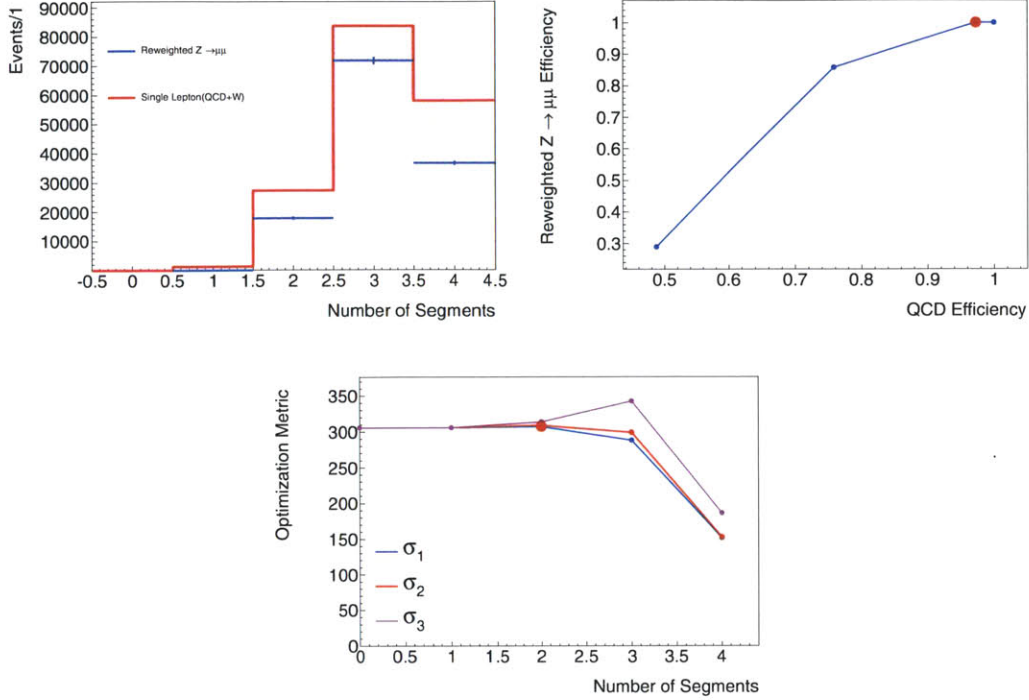 Events/1
90000
80000
70000
60000
50000
40000
30000
20000
10000
Reweighted Z →μμ
Single Lepton(QCD+W)
-0.5 0 0.5 1 1.5 2 2.5 3 3.5 4 4.5
Number of Segments
Reweighted Z → μμ Efficiency
1
0.9
0.8
0.7
0.6
0.5
0.4
0.3
0.5 0.6 0.7 0.8 0.9 1
QCD Efficiency
Optimization Metric
350
300
250
200
150
100
50
0
σ1
σ2
σ3
0 0.5 1 1.5 2 2.5 3 3.5 4
Number of Segments